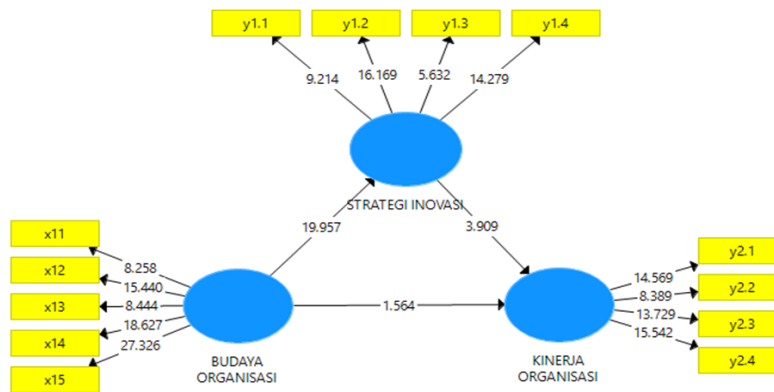 y1.1 y1.2 y1.3 y1.4
9.214 16.169 5.632 14.279
STRATEGI INOVASI
19.957 3.909
x11
x12
x13
x14
x15
8.258
15.440
8.444
18.627
27.326
BUDAYA
ORGANISASI
1.564
KINERJA
ORGANISASI
14.569
8.389
13.729
15.542
y2.1
y2.2
y2.3
y2.4